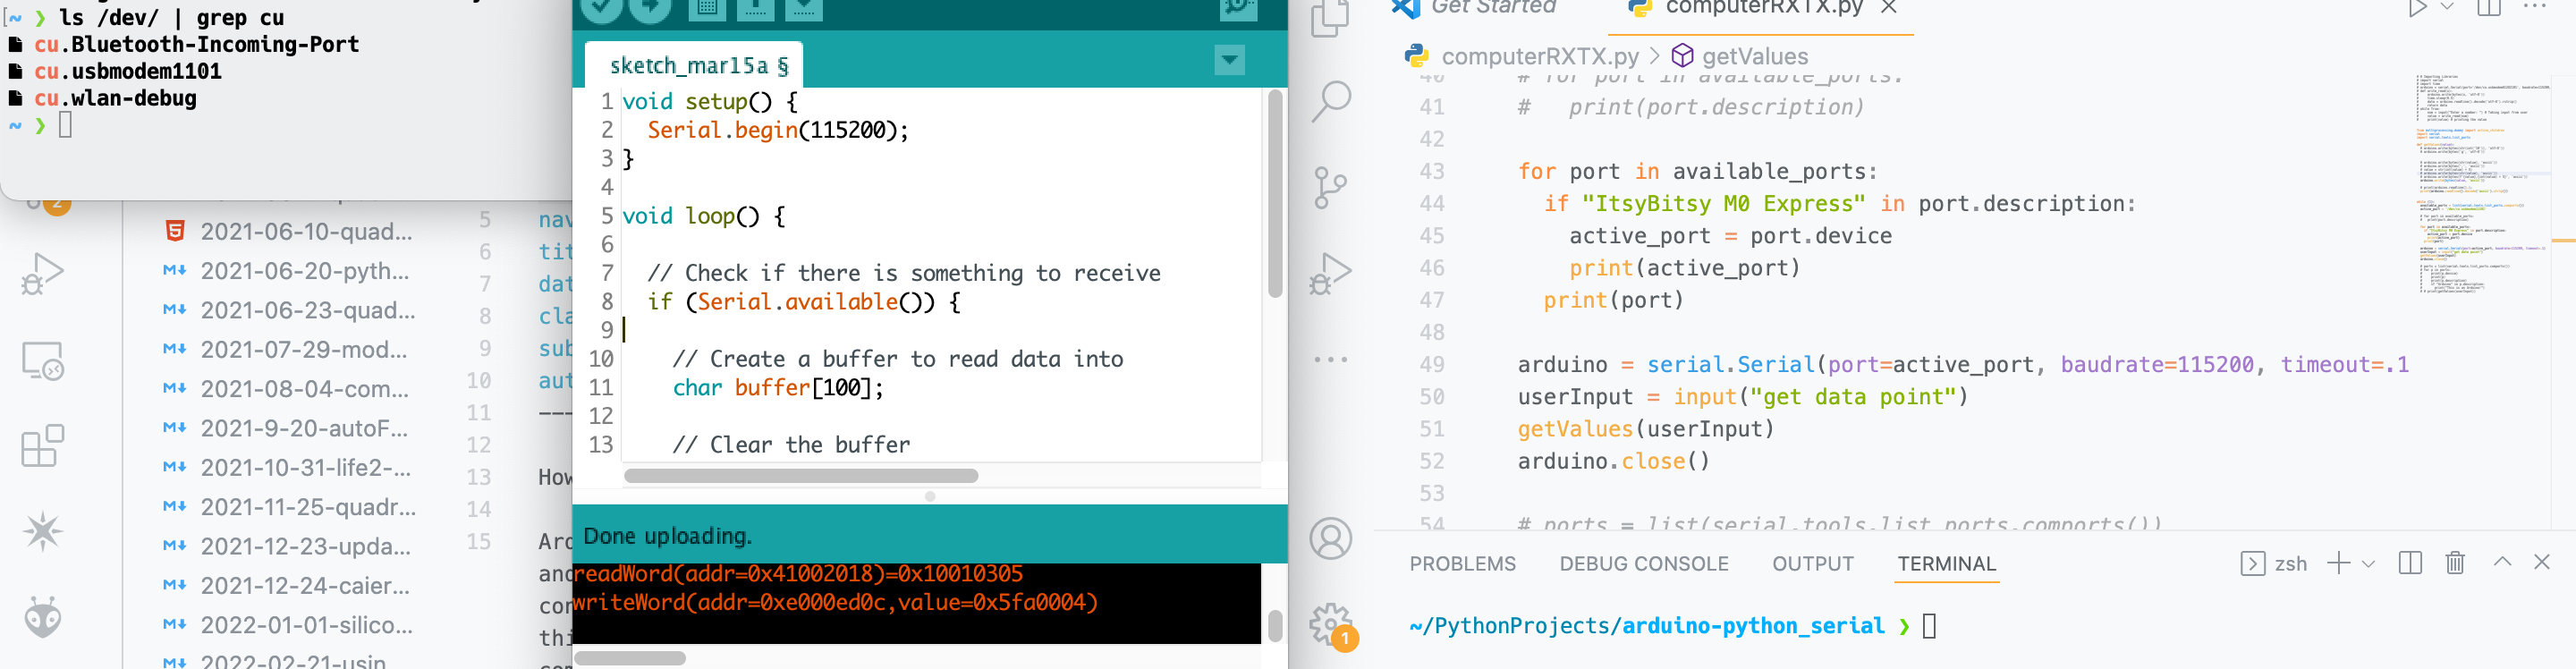 ~ ❯ ls /dev/ | grep cu
cu.Bluetooth-Incoming-Port
cu.usbmodem1101
cu.wlan-debug
~ ❯
2
2021-06-10-quad...
2021-06-20-pyth...
2021-06-23-quad...
2021-07-29-mod...
2021-08-04-com...
2021-9-20-autoF...
2021-10-31-life2-...
2021-11-25-quadr...
2021-12-23-upda...
2021-12-24-caier...
2022-01-01-silico...
2022-02-21-usin
5 nav
6 tit
7 dat
8 cla
9 sub
10 aut
11 ---
12
13 How
14
15 Ard
and
con
thi
com
sketch_mar15a §
1 void setup() {
2 Serial.begin(115200);
3 }
4
5 void loop() {
6
7 // Check if there is something to receive
8 if (Serial.available()) {
9
10 // Create a buffer to read data into
11 char buffer[100];
12
13 // Clear the buffer
Done uploading.
readWord(addr=0x41002018)=0x10010305
writeWord(addr=0xe000ed0c,value=0x5fa0004)
Get Started
computerRXTX.py
computerRXTX.py > getValues
40 # for port in available_ports:
41 # print(port.description)
42
43 for port in available_ports:
44 if "ItsyBitsy M0 Express" in port.description:
45 active_port = port.device
46 print(active_port)
47 print(port)
48
49 arduino = serial.Serial(port=active_port, baudrate=115200, timeout=.1
50 userInput = input("get data point")
51 getValues(userInput)
52 arduino.close()
53
54 # ports = list(serial.tools.list_ports.comports())
PROBLEMS DEBUG CONSOLE OUTPUT TERMINAL
zsh
~/PythonProjects/arduino-python_serial ❯
1